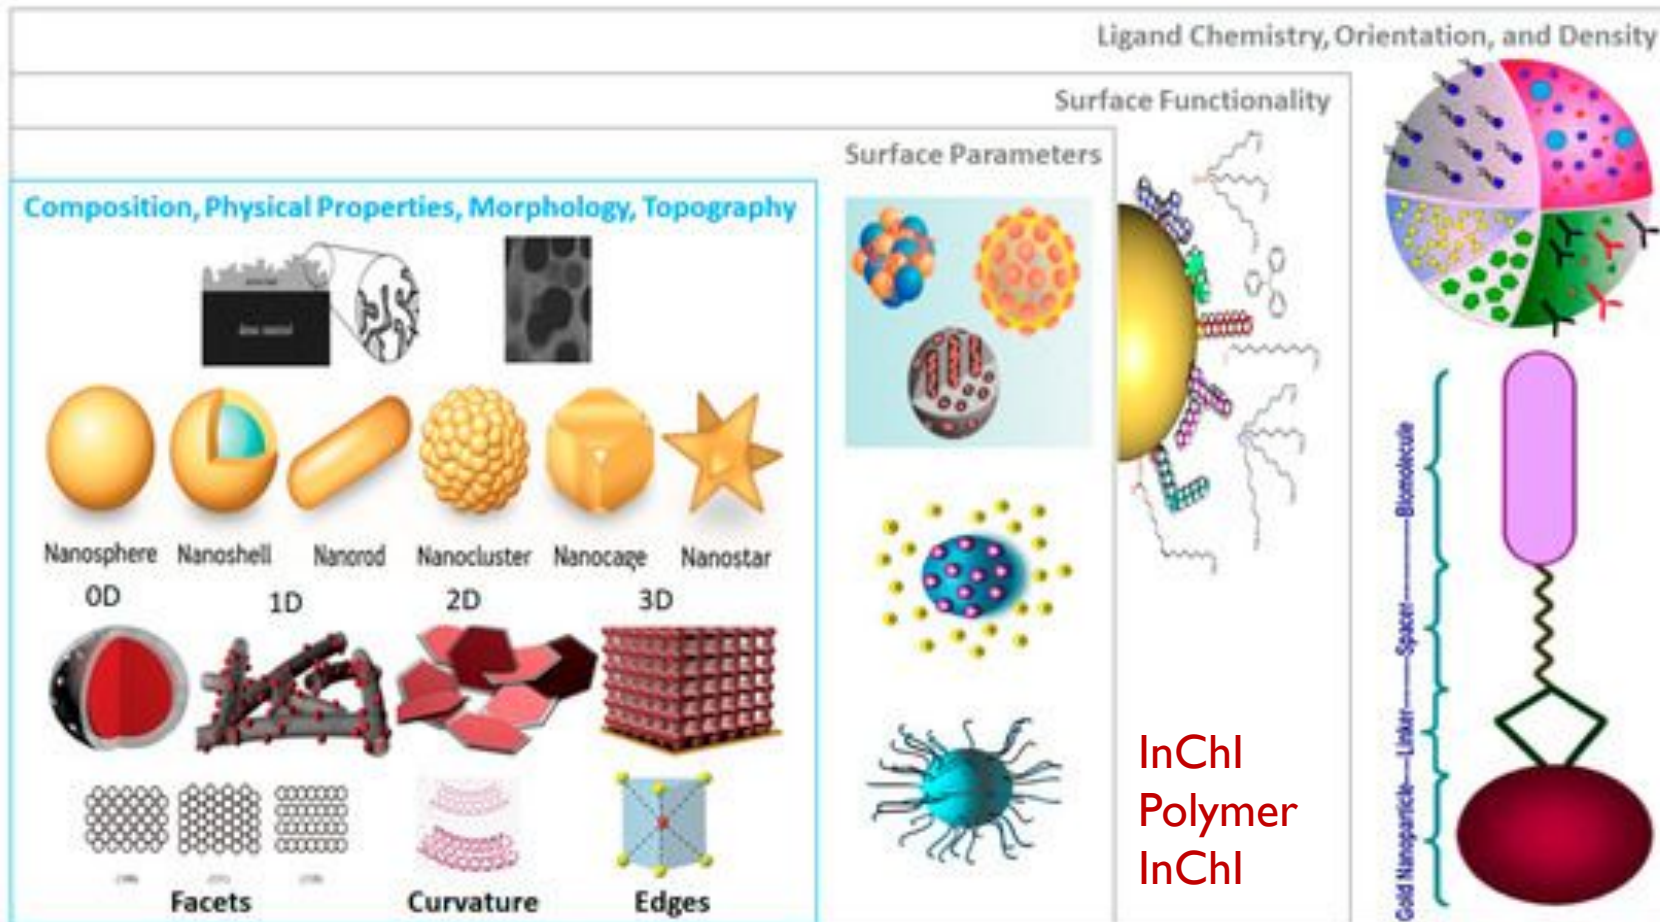 Ligand Chemistry, Orientation, and Density
Surface Functionality
Surface Parameters
Composition, Physical Properties, Morphology, Topography
Nanosphere Nanoshell Nanorod Nanocluster Nanocage Nanostar
0D 1D 2D 3D
Facets Curvature Edges
InChI
Polymer
InChI
Gold Nanoparticle---Linker------Spacer----------Biomolecule